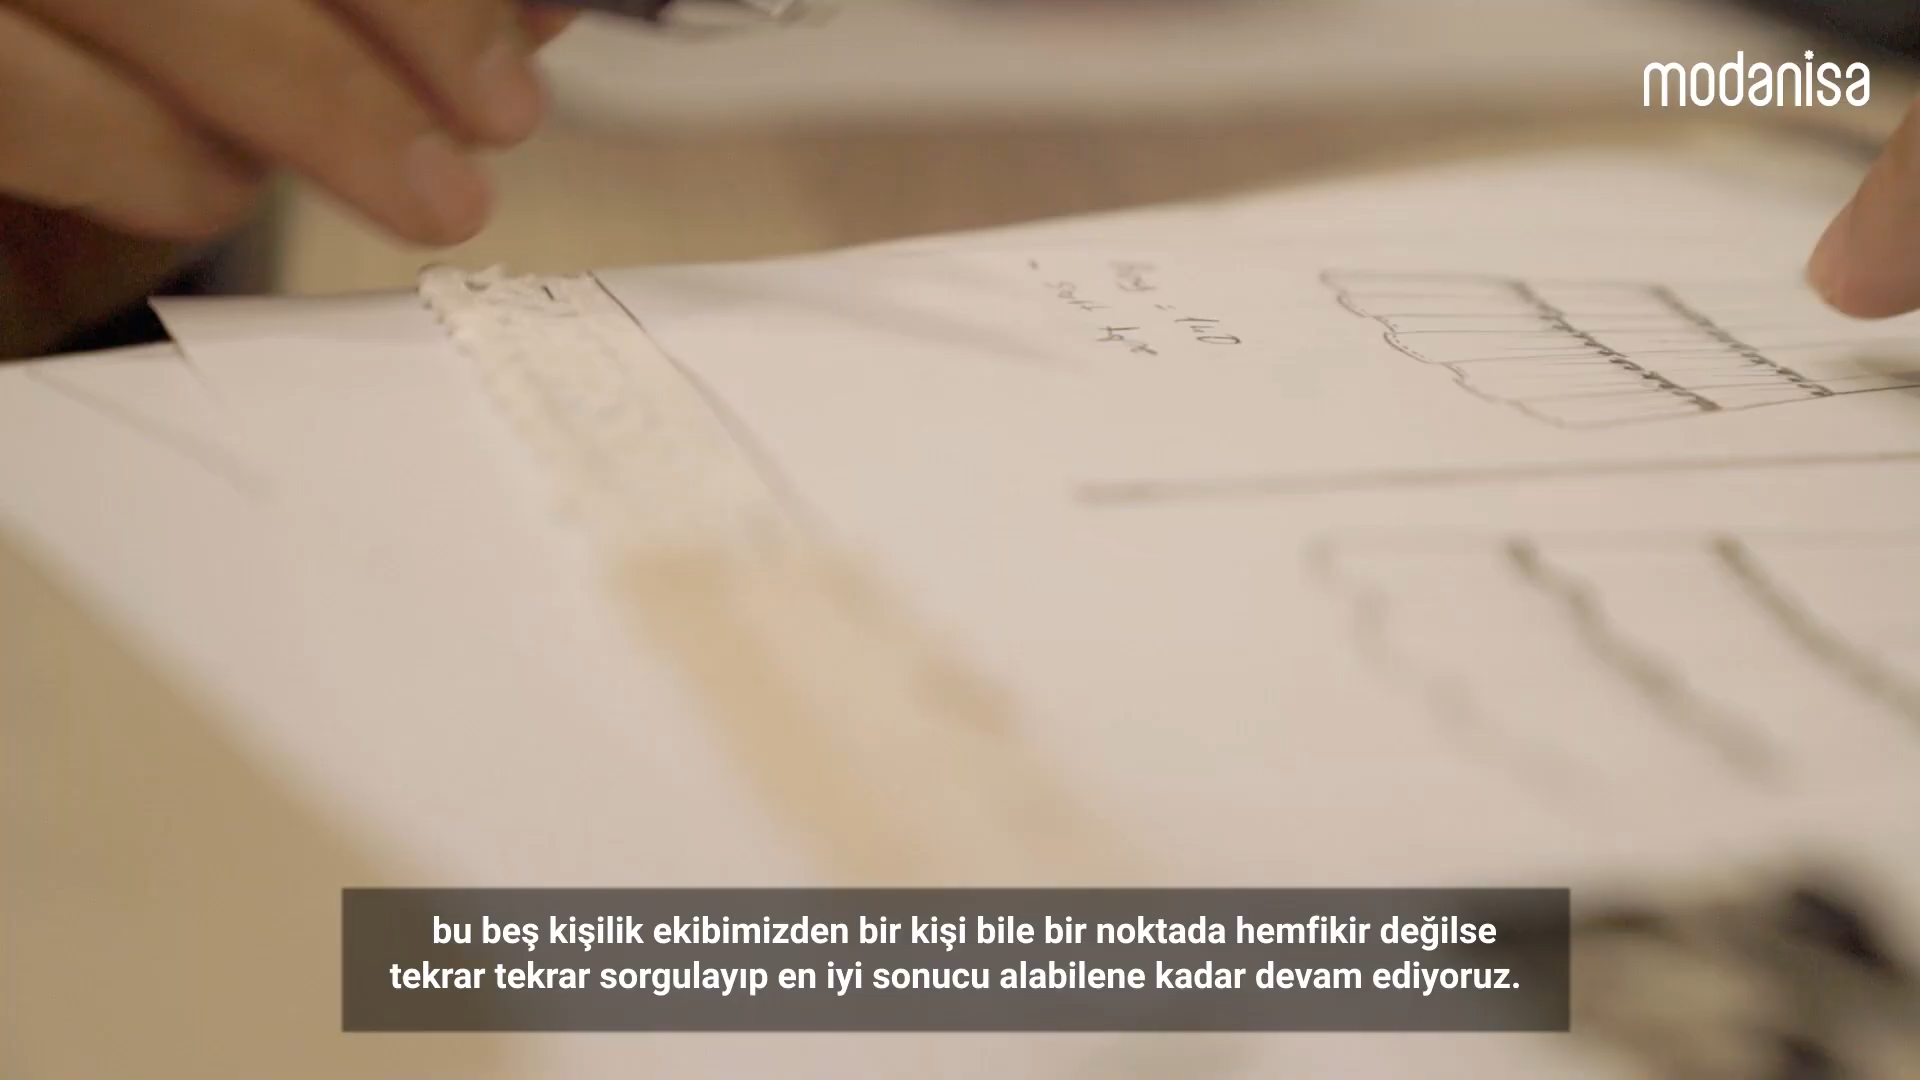 modanisa
bu beş kişilik ekibimizden bir kişi bile bir noktada hemfikir değilse
tekrar tekrar sorgulayıp en iyi sonucu alabilene kadar devam ediyoruz.